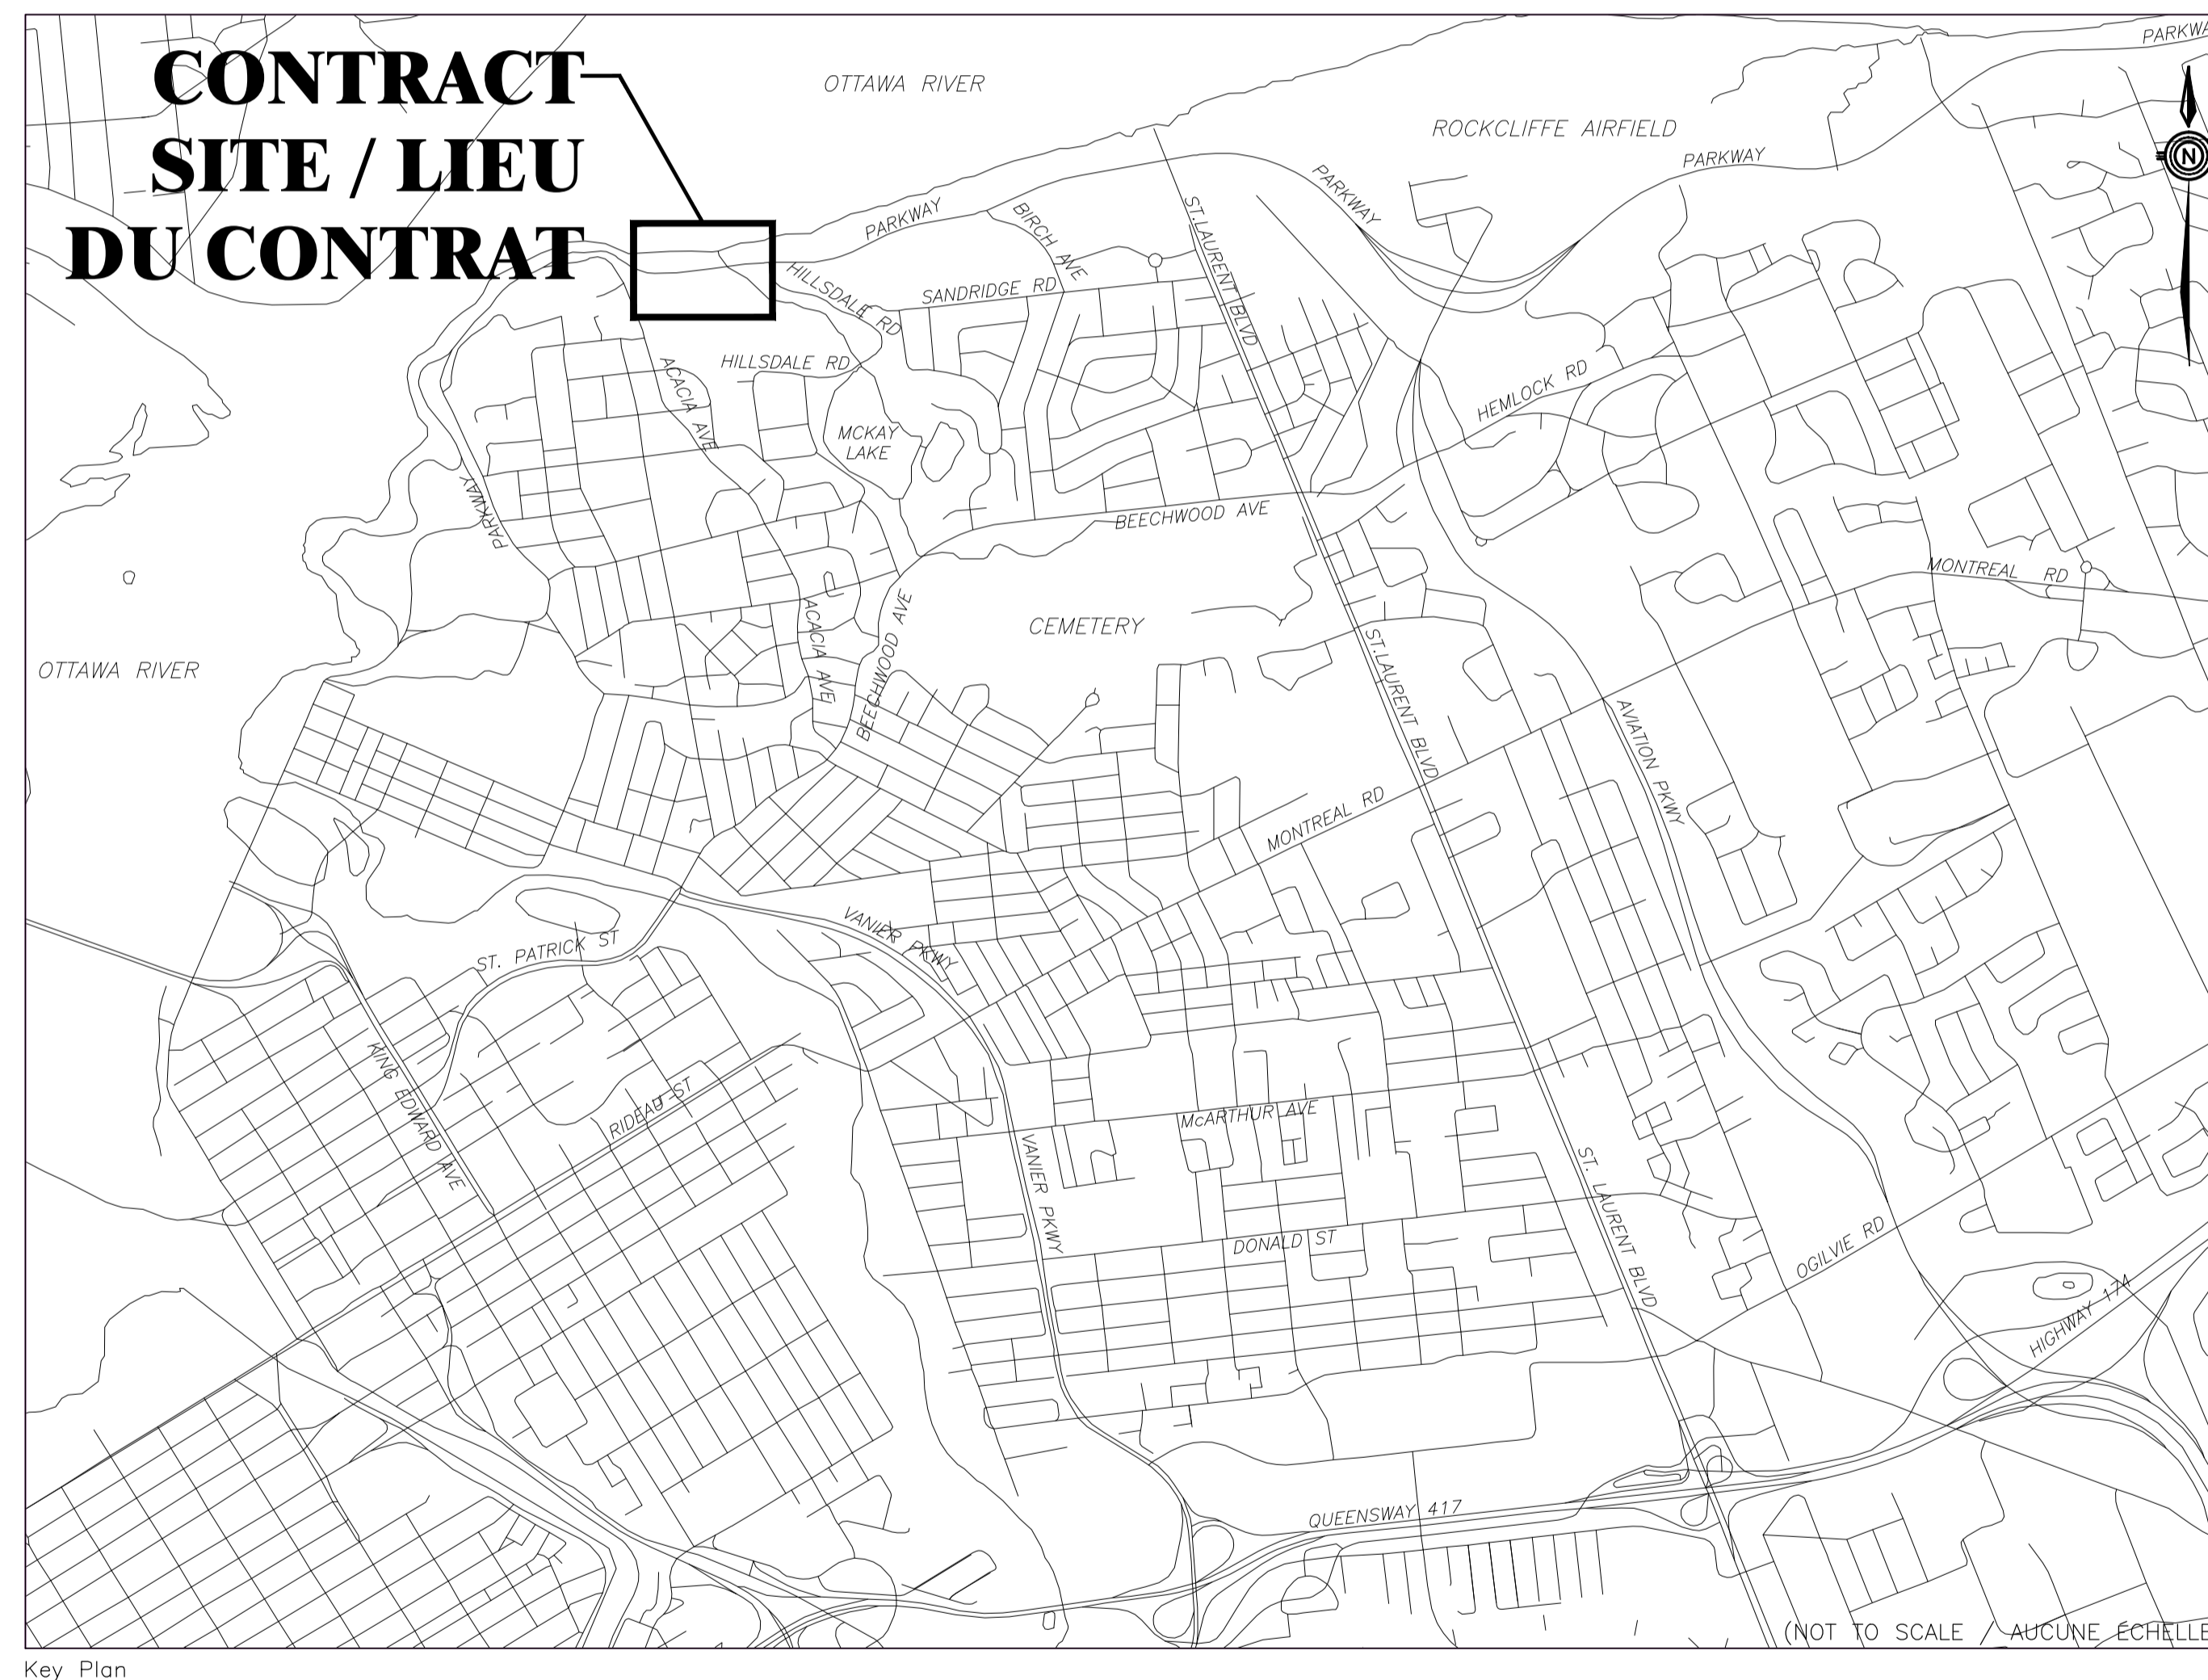 CONTRACT
SITE / LIEU
DU CONTRAT
OTTAWA RIVER
PARKWA
ROCKCLIFFE AIRFIELD
N
PARKWAY
PARKWAY
PARKWAY
BIRCH AVE
ST.LAURENT BLVD
HILLSDALE RD
SANDRIDGE RD
HILLSDALE RD
ACACIA AVE
HEMLOCK RD
MCKAY
LAKE
PARKWAY
BEECHWOOD AVE
MONTREAL RD
CEMETERY
ACACIA AVE
BEECHWOOD AVE
OTTAWA RIVER
ST.LAURENT BLVD
AVIATION PKWY
MONTREAL RD
VANIER PKWY
ST. PATRICK ST
KING EDWARD AVE
RIDEAU ST
McARTHUR AVE
VANIER PKWY
DONALD ST
ST. LAURENT BLVD
OGILVIE RD
HIGHWAY 174
QUEENSWAY 417
(NOT TO SCALE / AUCUNE ÉCHELLE
Key Plan